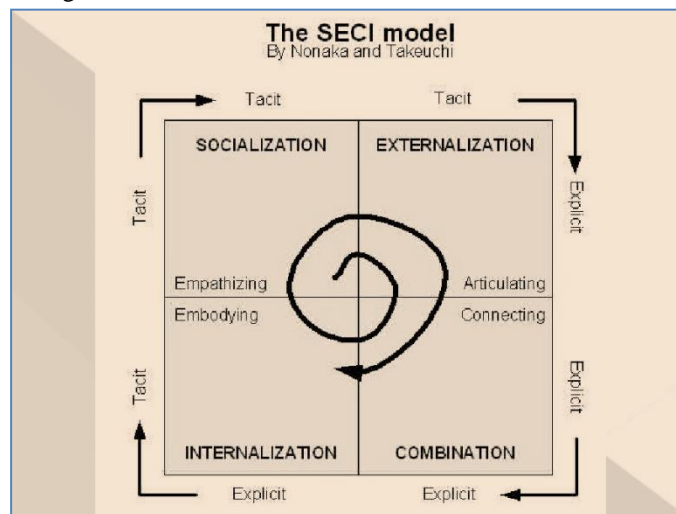 The SECI model
By Nonaka and Takeuchi
Tacit Tacit
SOCIALIZATION EXTERNALIZATION
Tacit Explicit
Empathizing Articulating
Embodying Connecting
Tacit Explicit
INTERNALIZATION COMBINATION
Explicit Explicit